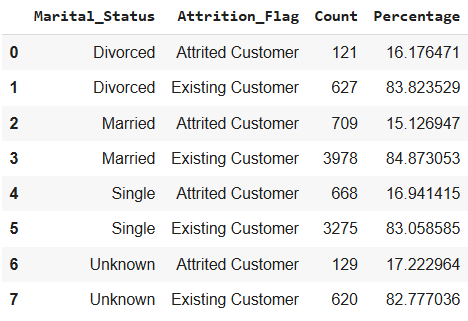 Marital_Status Attrition_Flag Count Percentage
0 Divorced Attrited Customer 121 16.176471
1 Divorced Existing Customer 627 83.823529
2 Married Attrited Customer 709 15.126947
3 Married Existing Customer 3978 84.873053
4 Single Attrited Customer 668 16.941415
5 Single Existing Customer 3275 83.058585
6 Unknown Attrited Customer 129 17.222964
7 Unknown Existing Customer 620 82.777036